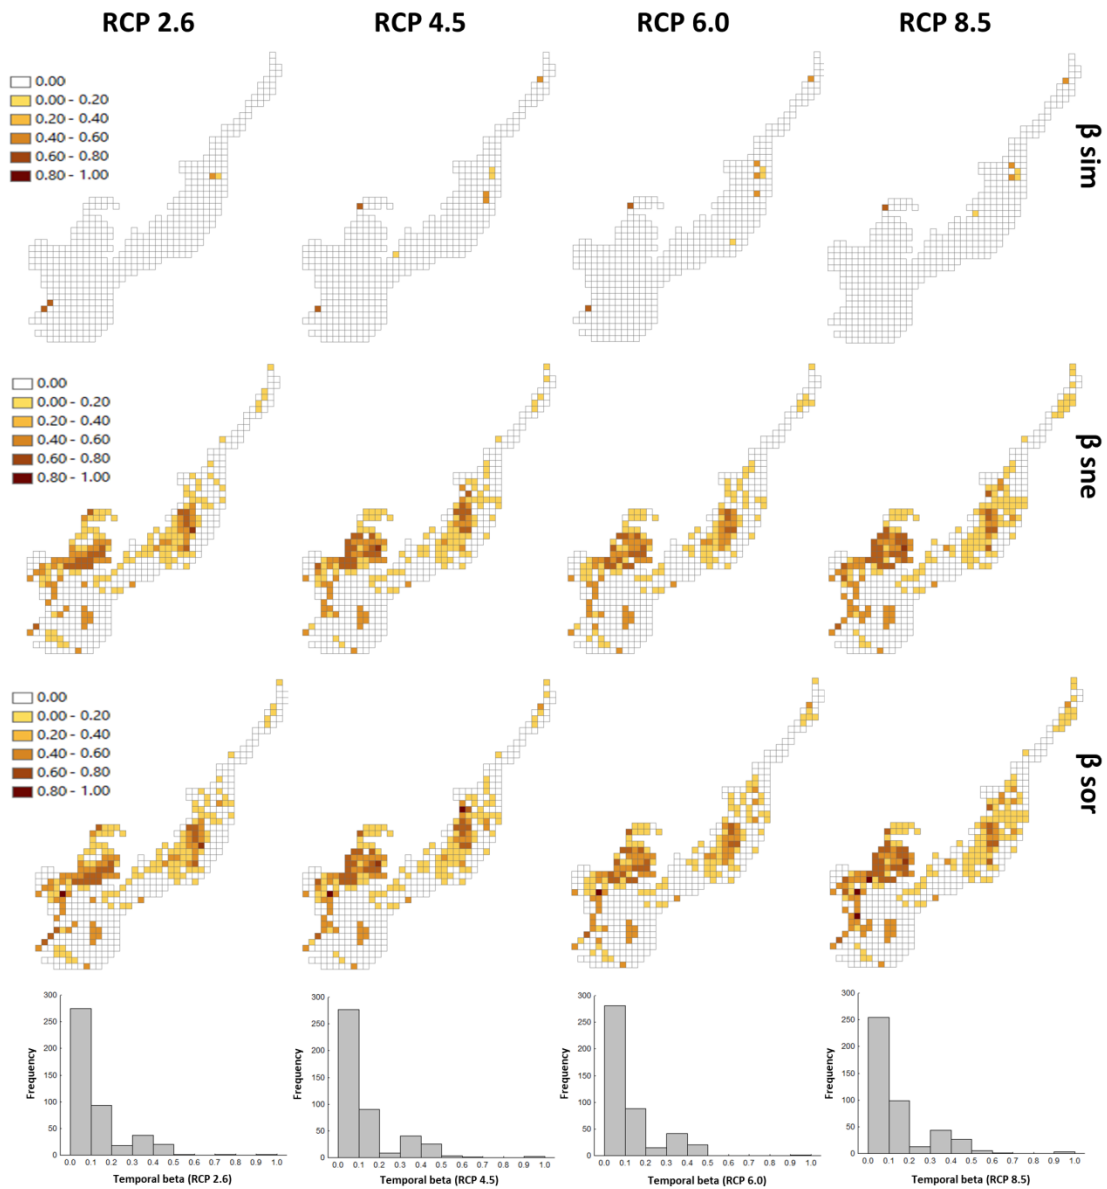 RCP 2.6 RCP 4.5 RCP 6.0 RCP 8.5
0.00
0.00 - 0.20
0.20 - 0.40
0.40 - 0.60
0.60 - 0.80
0.80 - 1.00
β sim
0.00
0.00 - 0.20
0.20 - 0.40
0.40 - 0.60
0.60 - 0.80
0.80 - 1.00
β sne
0.00
0.00 - 0.20
0.20 - 0.40
0.40 - 0.60
0.60 - 0.80
0.80 - 1.00
β sor
Frequency
300
250
200
150
100
50
0
0.0 0.1 0.2 0.3 0.4 0.5 0.6 0.7 0.8 0.9 1.0
Temporal beta (RCP 2.6)
Frequency
300
250
200
150
100
50
0
0.0 0.1 0.2 0.3 0.4 0.5 0.6 0.7 0.8 0.9 1.0
Temporal beta (RCP 4.5)
Frequency
300
250
200
150
100
50
0
0.0 0.1 0.2 0.3 0.4 0.5 0.6 0.7 0.8 0.9 1.0
Temporal beta (RCP 6.0)
Frequency
300
250
200
150
100
50
0
0.0 0.1 0.2 0.3 0.4 0.5 0.6 0.7 0.8 0.9 1.0
Temporal beta (RCP 8.5)